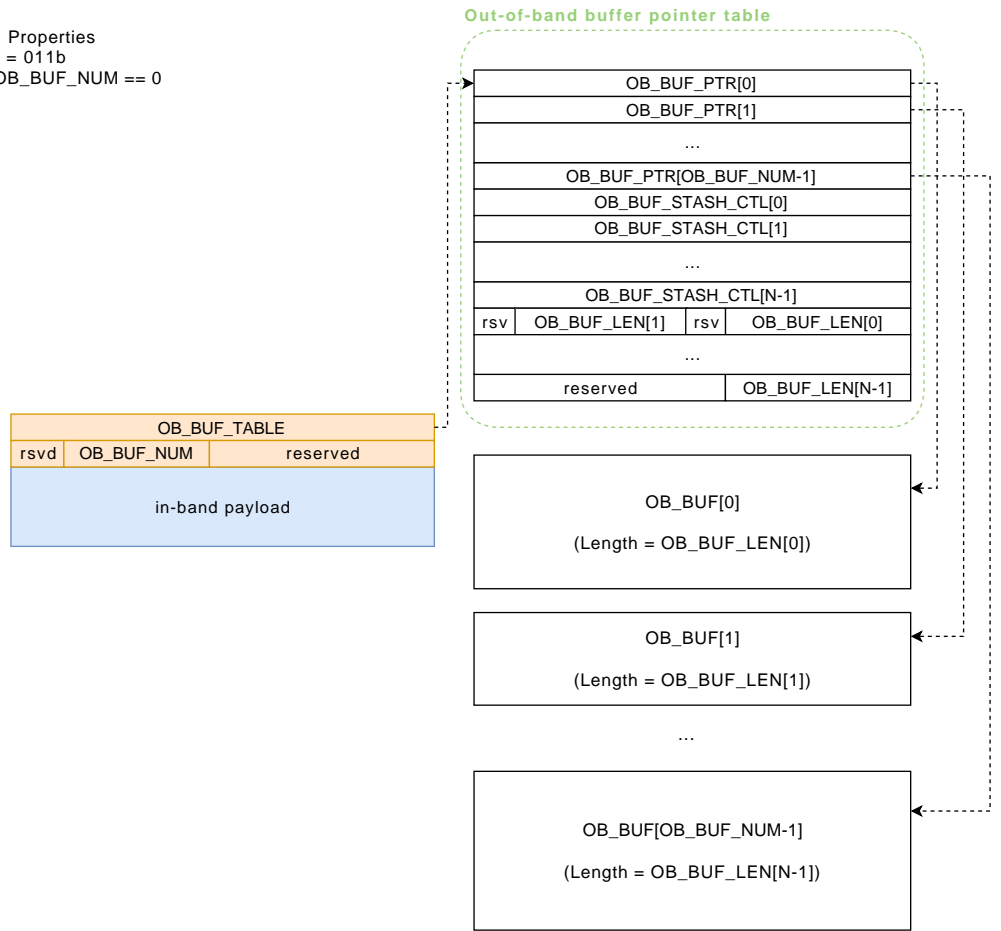 Out-of-band buffer pointer table
Properties
= 011b
OB_BUF_NUM == 0
OB_BUF_PTR[0]
OB_BUF_PTR[1]
...
OB_BUF_PTR[OB_BUF_NUM-1]
OB_BUF_STASH_CTL[0]
OB_BUF_STASH_CTL[1]
...
OB_BUF_STASH_CTL[N-1]
rsv OB_BUF_LEN[1] rsv OB_BUF_LEN[0]
...
reserved OB_BUF_LEN[N-1]
OB_BUF_TABLE
rsvd OB_BUF_NUM reserved
in-band payload
OB_BUF[0]
(Length = OB_BUF_LEN[0])
OB_BUF[1]
(Length = OB_BUF_LEN[1])
...
OB_BUF[OB_BUF_NUM-1]
(Length = OB_BUF_LEN[N-1])